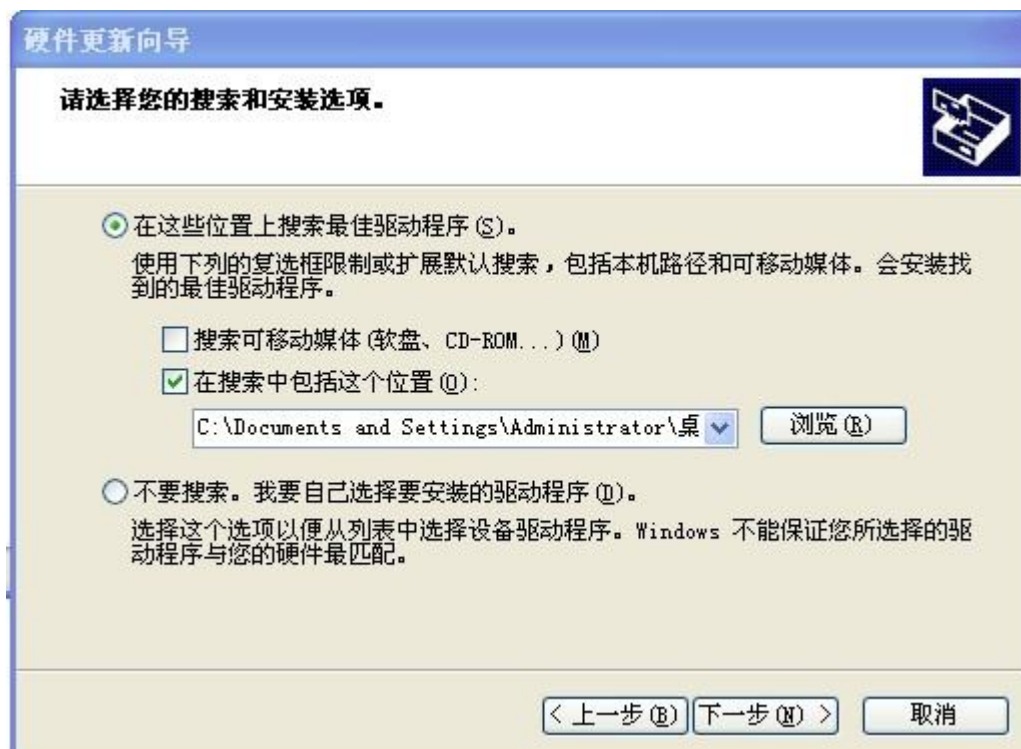 硬件更新向导
请选择您的搜索和安装选项。
在这些位置上搜索最佳驱动程序(S)。
使用下列的复选框限制或扩展默认搜索，包括本机路径和可移动媒体。会安装找
到的最佳驱动程序。
搜索可移动媒体(软盘、CD-ROM...)(M)
在搜索中包括这个位置(O):
C:\Documents and Settings\Administrator\桌
浏览(R)
不要搜索。我要自己选择要安装的驱动程序(D)。
选择这个选项以便从列表中选择设备驱动程序。Windows 不能保证您所选择的驱
动程序与您的硬件最匹配。
< 上一步(B) 下一步(N) > 取消